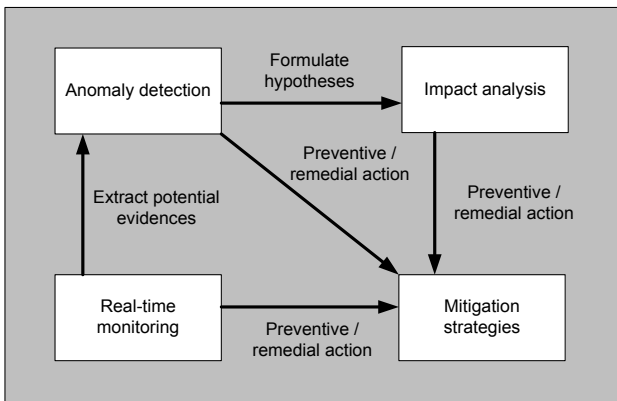 Formulate
hypotheses
Anomaly detection
Impact analysis
Preventive /
remedial action
Preventive /
remedial action
Extract potential
evidences
Real-time
monitoring
Preventive /
remedial action
Mitigation
strategies